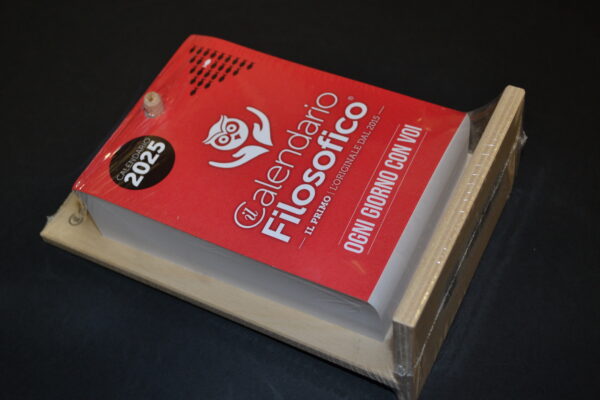 CALENDARIO
2025
il Calendario
Filosofico®
IL PRIMO | L'ORIGINALE DAL 2015
OGNI GIORNO CON VOI